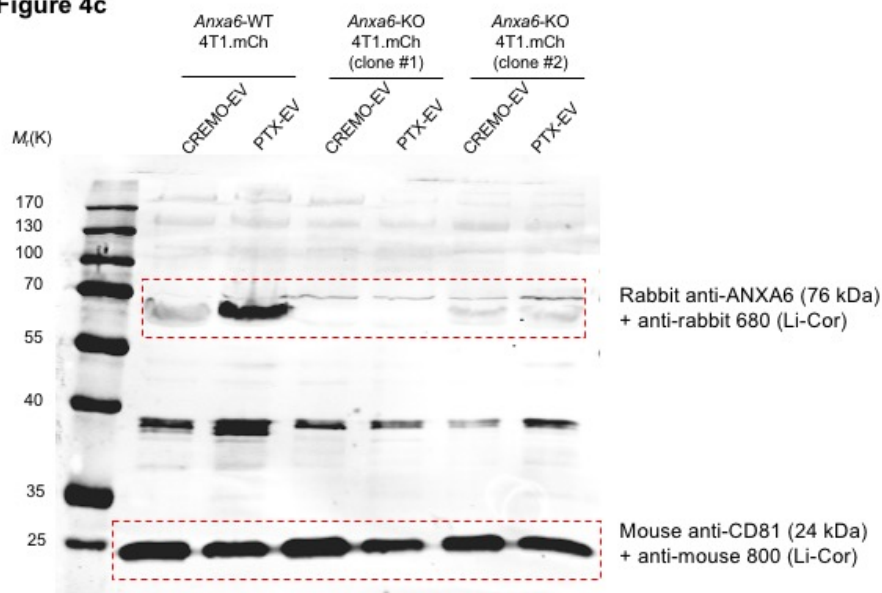 Figure 4c
Anxa6-WT
4T1.mCh
Anxa6-KO
4T1.mCh
(clone #1)
Anxa6-KO
4T1.mCh
(clone #2)
CREMO-EV
PTX-EV
CREMO-EV
PTX-EV
CREMO-EV
PTX-EV
Mr(K)
170
130
100
70
55
40
35
25
Rabbit anti-ANXA6 (76 kDa)
+ anti-rabbit 680 (Li-Cor)
Mouse anti-CD81 (24 kDa)
+ anti-mouse 800 (Li-Cor)